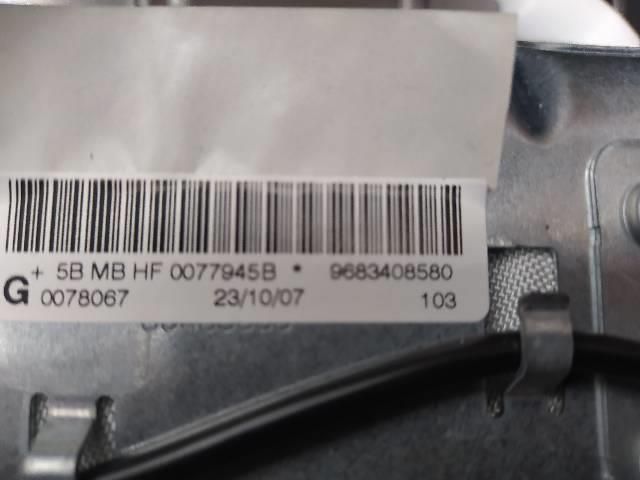 + 5B MB HF 0077945B * 9683408580
G 0078067 23/10/07 103